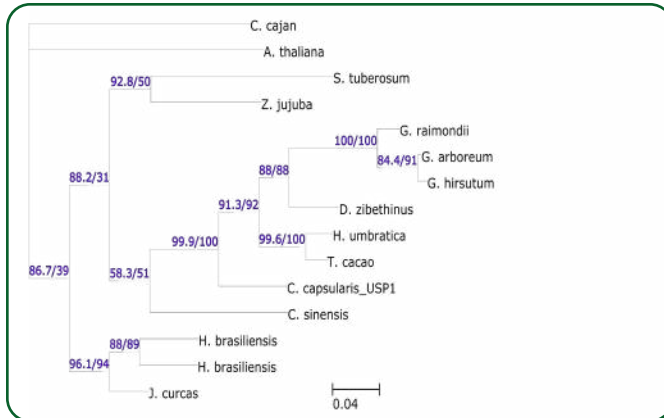 C. cajan
A. thaliana
92.8/50
S. tuberosum
Z. jujuba
G. raimondii
100/100
84.4/91
G. arboreum
88.2/31
88/88
G. hirsutum
91.3/92
D. zibethinus
99.9/100
99.6/100
H. umbratica
T. cacao
86.7/39
58.3/51
C. capsularis_USP1
C. sinensis
88/89
H. brasiliensis
96.1/94
H. brasiliensis
J. curcas
0.04